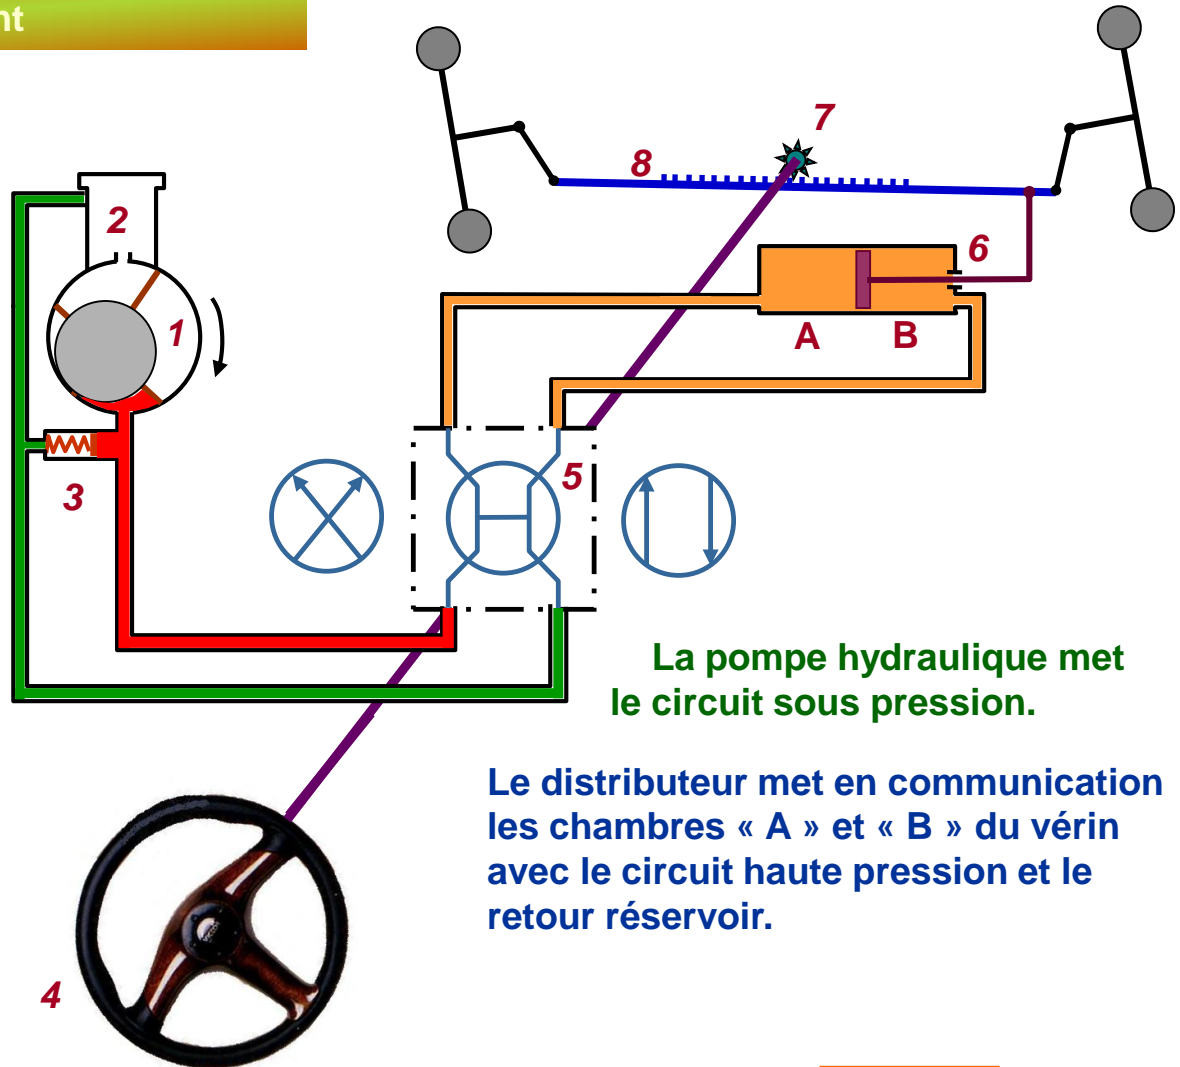 nt
7
8
2
6
1
A B
5
3
La pompe hydraulique met
le circuit sous pression.
Le distributeur met en communication
les chambres « A » et « B » du vérin
avec le circuit haute pression et le
retour réservoir.
4